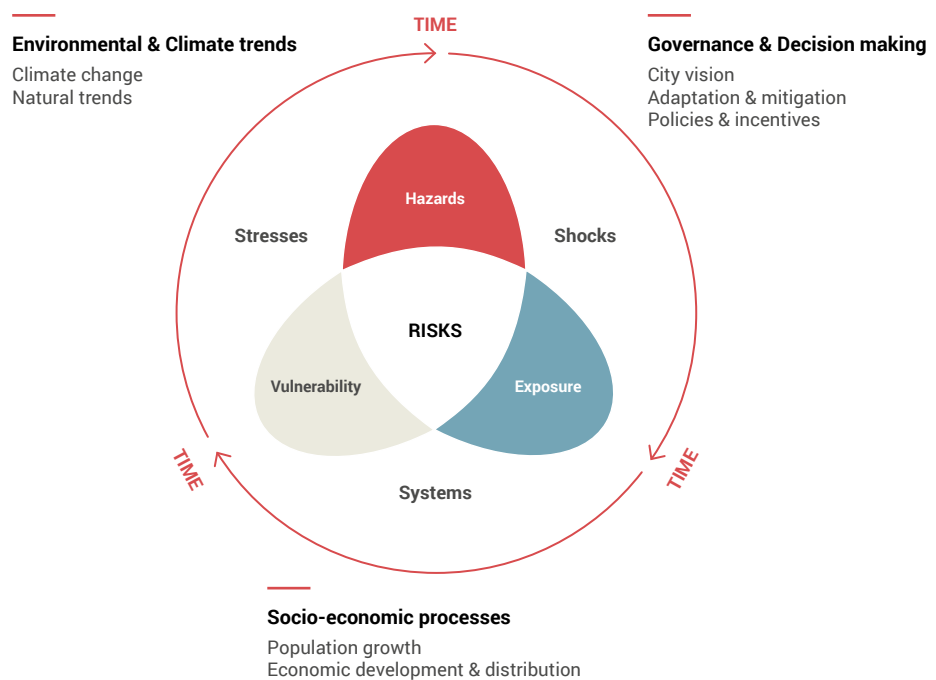 TIME
Environmental & Climate trends
Climate change
Natural trends
Governance & Decision making
City vision
Adaptation & mitigation
Policies & incentives
Hazards
Stresses
Shocks
RISKS
Vulnerability
Exposure
TIME
TIME
Systems
Socio-economic processes
Population growth
Economic development & distribution